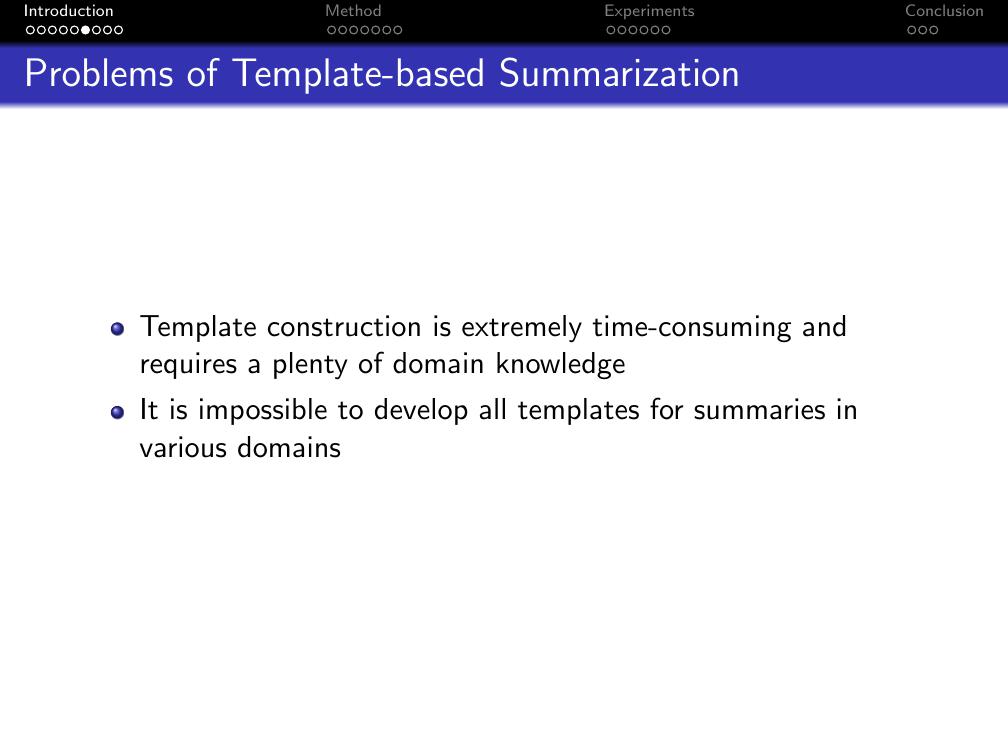 Introduction
Method
Experiments
Conclusion
Problems of Template-based Summarization
Template construction is extremely time-consuming and
requires a plenty of domain knowledge
It is impossible to develop all templates for summaries in
various domains